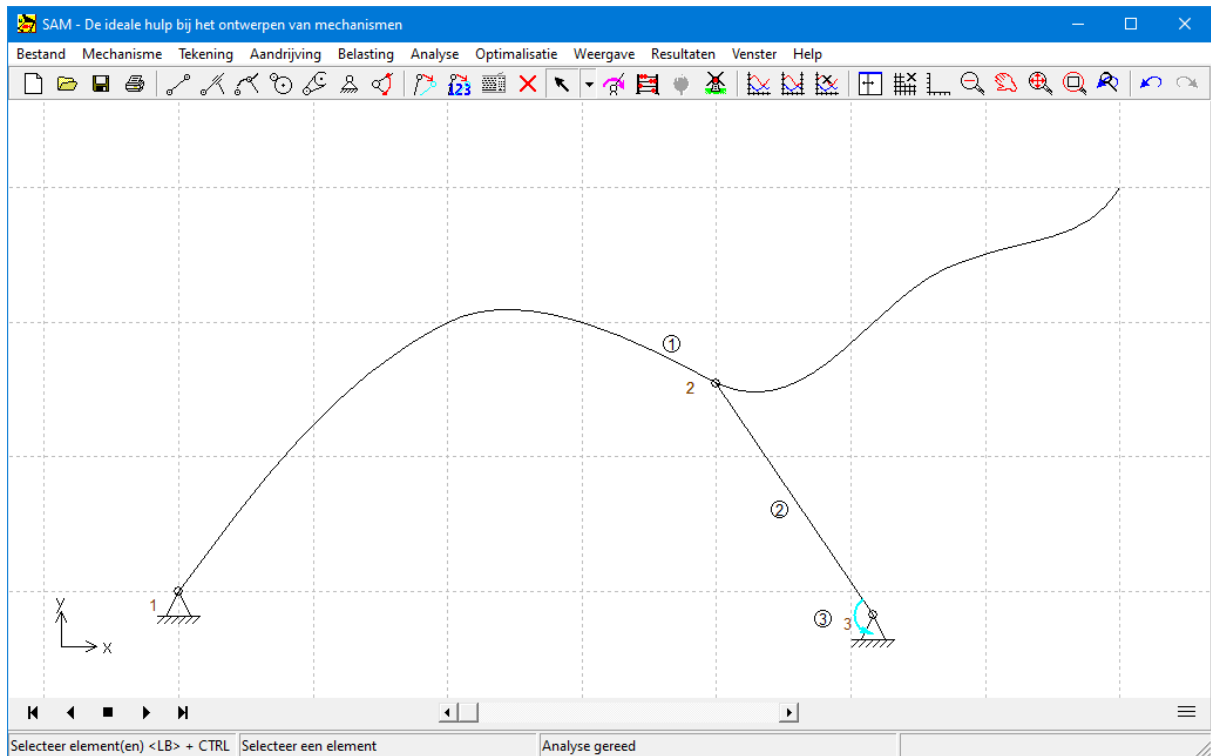 SAM - De ideale hulp bij het ontwerpen van mechanismen
Bestand Mechanisme Tekening Aandrijving Belasting Analyse Optimalisatie Weergave Resultaten Venster Help
123
1
2
2
3
3
1
y
x
Selecteer element(en) <LB> + CTRL Selecteer een element Analyse gereed